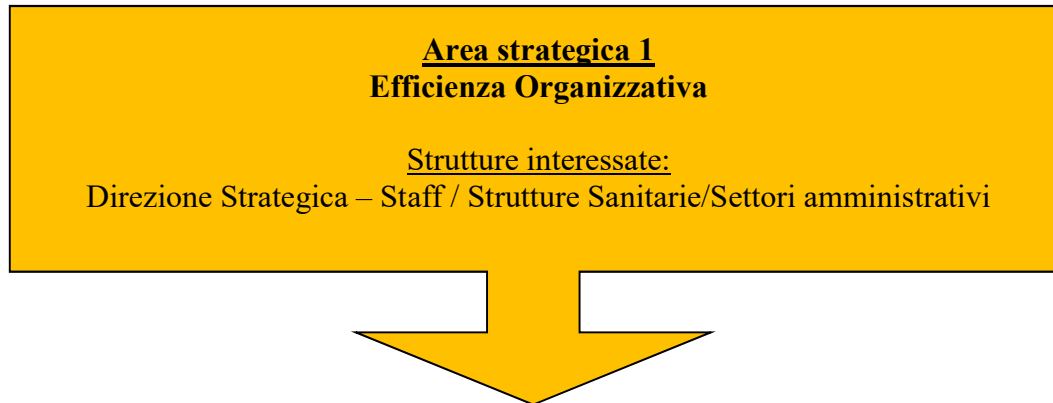 Area strategica 1
Efficienza Organizzativa
Strutture interessate:
Direzione Strategica – Staff / Strutture Sanitarie/Settori amministrativi